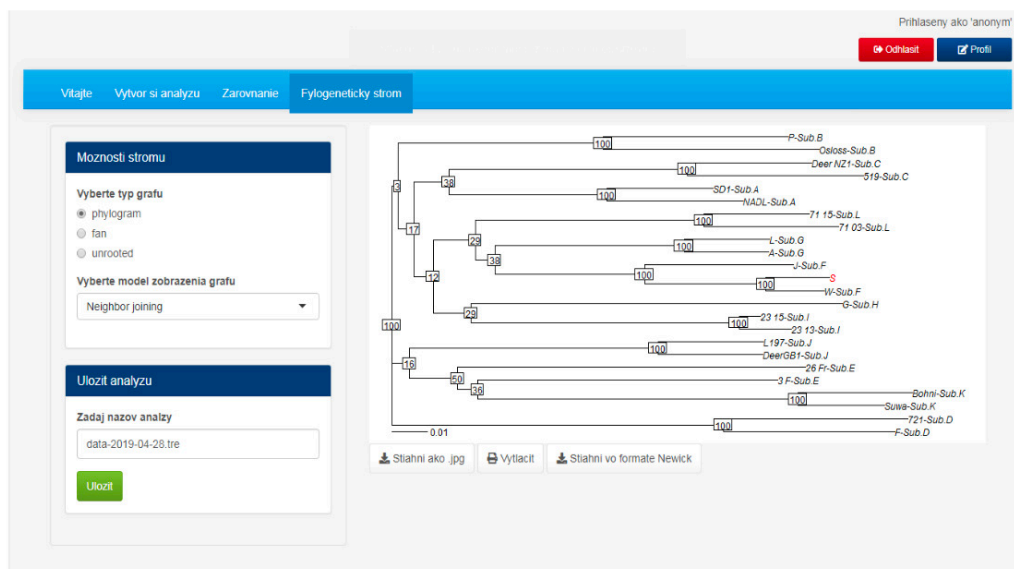 Prihlaseny ako 'anonym'
Odhlasit Profil
Vitajte Vytvor si analyzu Zarovnanie Fylogeneticky strom
Moznosti stromu
Vyberte typ grafu
phylogram
fan
unrooted
Vyberte model zobrazenia grafu
Neighbor joining
Ulozit analyzu
Zadaj nazov analzy
data-2019-04-28.tre
Ulozit
P-Sub.B
100
Osloss-Sub.B
Deer NZ1-Sub.C
100
519-Sub.C
38
3
SD1-Sub.A
100
NADL-Sub.A
71 15-Sub.L
100
71 03-Sub.L
17
29
L-Sub.G
100
A-Sub.G
38
J-Sub.F
100
12
S
100
W-Sub.F
G-Sub.H
29
23 15-Sub.I
100
100
23 13-Sub.I
L197-Sub.J
100
DeerGB1-Sub.J
16
26 Fr-Sub.E
50
3 F-Sub.E
36
Bohni-Sub.K
100
Suwa-Sub.K
721-Sub.D
100
F-Sub.D
0.01
Stiahni ako .jpg Vytlacit Stiahni vo formate Newick